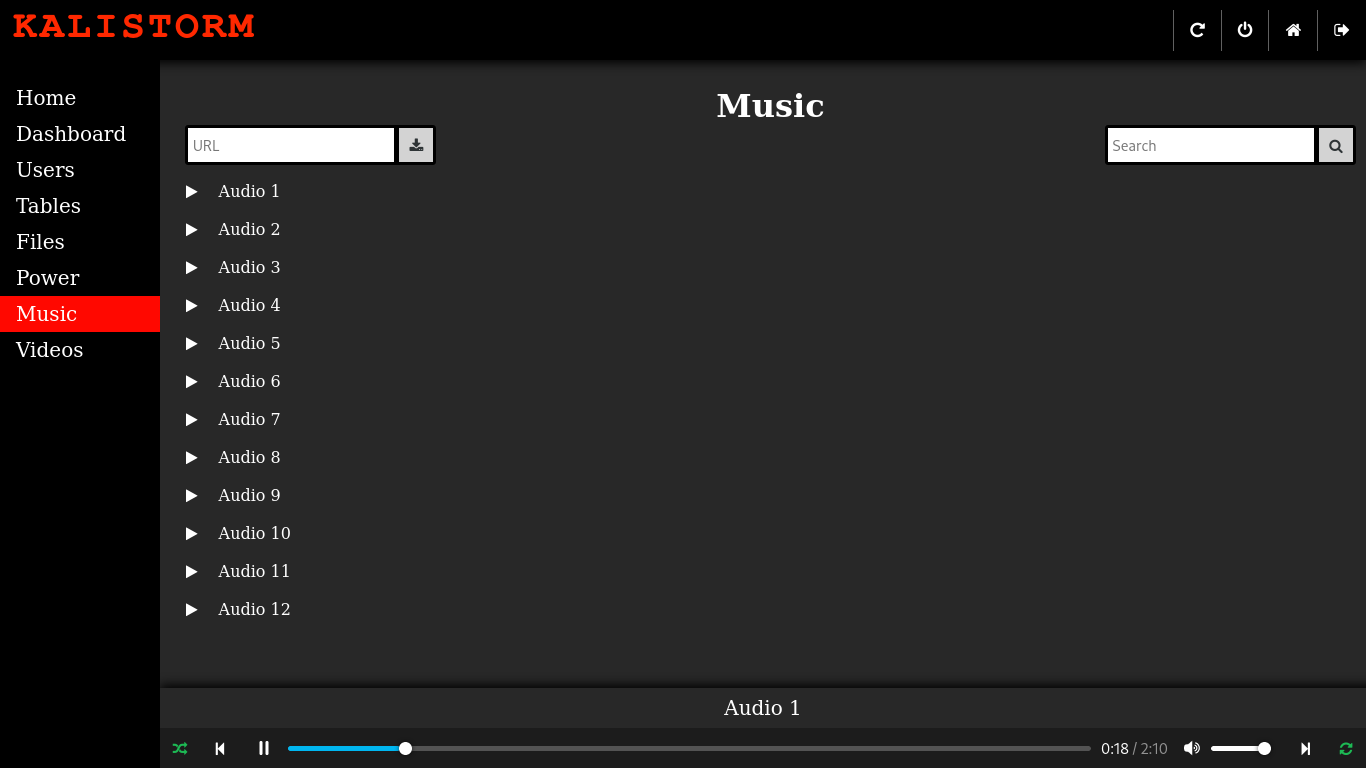 KALISTORM
Home
Dashboard
Users
Tables
Files
Power
Music
Videos
Music
URL
Search
Audio 1
Audio 2
Audio 3
Audio 4
Audio 5
Audio 6
Audio 7
Audio 8
Audio 9
Audio 10
Audio 11
Audio 12
Audio 1
0:18 / 2:10